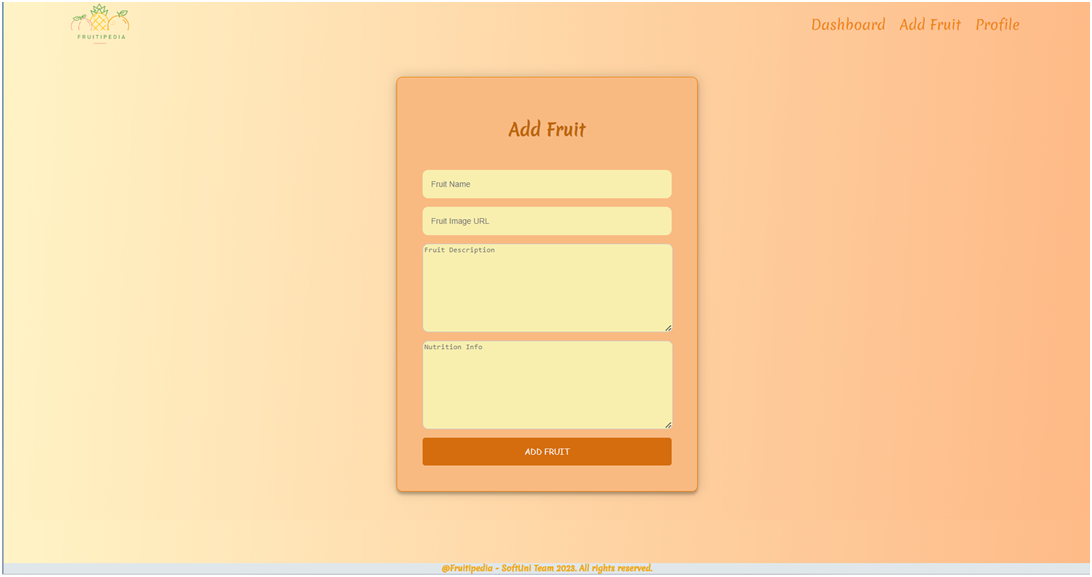 FRUITIPEDIA
Dashboard Add Fruit Profile
Add Fruit
Fruit Name
Fruit Image URL
Fruit Description
Nutrition Info
ADD FRUIT
@Fruitipedia - SoftUni Team 2023. All rights reserved.